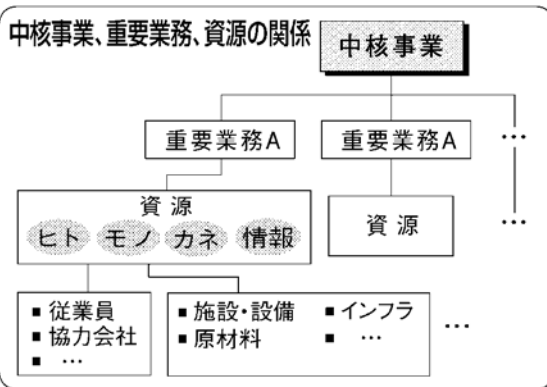 中核事業、重要業務、資源の関係
中核事業
重要業務A
重要業務A
…
資源
ヒト モノ カネ 情報
資源
…
■ 従業員
■ 協力会社
■ …
■ 施設・設備
■ 原材料
■ インフラ
■ …
…